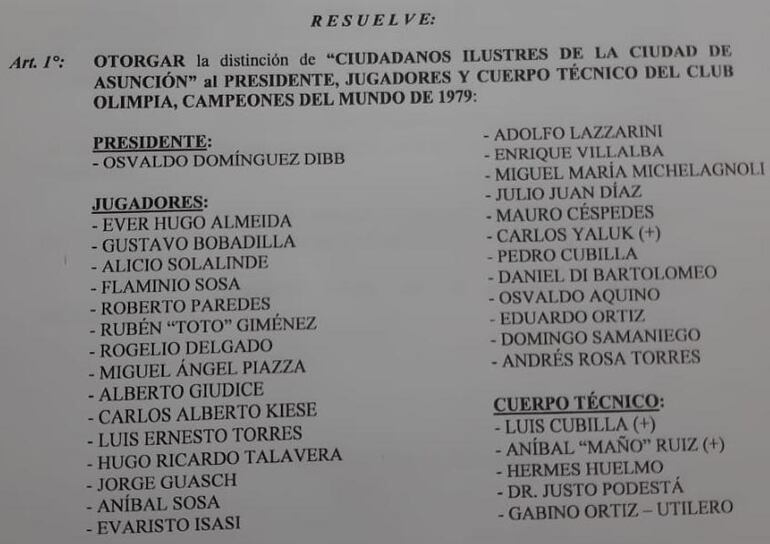 RESUELVE:
Art. 1°: OTORGAR la distinción de “CIUDADANOS ILUSTRES DE LA CIUDAD DE
ASUNCIÓN” al PRESIDENTE, JUGADORES Y CUERPO TÉCNICO DEL CLUB
OLIMPIA, CAMPEONES DEL MUNDO DE 1979:
PRESIDENTE:
- OSVALDO DOMÍNGUEZ DIBB
JUGADORES:
- EVER HUGO ALMEIDA
- GUSTAVO BOBADILLA
- ALICIO SOLALINDE
- FLAMINIO SOSA
- ROBERTO PAREDES
- RUBÉN “TOTO” GIMÉNEZ
- ROGELIO DELGADO
- MIGUEL ÁNGEL PIAZZA
- ALBERTO GIUDICE
- CARLOS ALBERTO KIESE
- LUIS ERNESTO TORRES
- HUGO RICARDO TALAVERA
- JORGE GUASCH
- ANÍBAL SOSA
- EVARISTO ISASI
- ADOLFO LAZZARINI
- ENRIQUE VILLALBA
- MIGUEL MARÍA MICHELAGNOLI
- JULIO JUAN DÍAZ
- MAURO CÉSPEDES
- CARLOS YALUK (+)
- PEDRO CUBILLA
- DANIEL DI BARTOLOMEO
- OSVALDO AQUINO
- EDUARDO ORTIZ
- DOMINGO SAMANIEGO
- ANDRÉS ROSA TORRES
CUERPO TÉCNICO:
- LUIS CUBILLA (+)
- ANÍBAL “MAÑO” RUIZ (+)
- HERMES HUELMO
- DR. JUSTO PODESTÁ
- GABINO ORTIZ – UTILERO